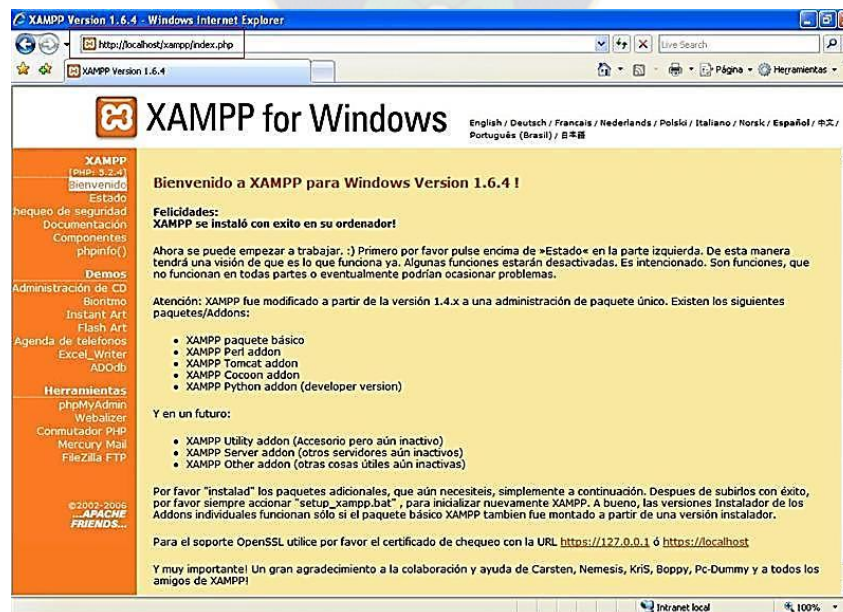 XAMPP Version 1.6.4 - Windows Internet Explorer
http://localhost/xampp/index.php
Live Search
XAMPP Version 1.6.4
Página
Herramientas
XAMPP for Windows
English / Deutsch / Francais / Nederlands / Polski / Italiano / Norsk / Español / 中文 /
Português (Brasil) / 日本語
XAMPP
[PHP: 5.2.4]
Bienvenido
Estado
hequeo de seguridad
Documentación
Componentes
phpinfo()
Demos
Administración de CD
Biontmo
Instant Art
Flash Art
Agenda de telefonos
Excel_Writer
ADOdb
Herramientas
phpMyAdmin
Webalizer
Conmutador PHP
Mercury Mail
FileZilla FTP
©2002-2006
...APACHE
FRIENDS...
Bienvenido a XAMPP para Windows Version 1.6.4 !
Felicidades:
XAMPP se instaló con exito en su ordenador!
Ahora se puede empezar a trabajar. :) Primero por favor pulse encima de »Estado« en la parte izquierda. De esta manera
tendrá una visión de que es lo que funciona ya. Algunas funciones estarán desactivadas. Es intencionado. Son funciones, que
no funcionan en todas partes o eventualmente podrían ocasionar problemas.
Atención: XAMPP fue modificado a partir de la versión 1.4.x a una administración de paquete único. Existen los siguientes
paquetes/Addons:
• XAMPP paquete básico
• XAMPP Perl addon
• XAMPP Tomcat addon
• XAMPP Cocoon addon
• XAMPP Python addon (developer version)
Y en un futuro:
• XAMPP Utility addon (Accesorio pero aún inactivo)
• XAMPP Server addon (otros servidores aún inactivos)
• XAMPP Other addon (otras cosas útiles aún inactivas)
Por favor "instalad" los paquetes adicionales, que aún necesiteis, simplemente a continuación. Despues de subirlos con éxito,
por favor siempre accionar "setup_xampp.bat" , para inicializar nuevamente XAMPP. A bueno, las versiones Instalador de los
Addons individuales funcionan sólo si el paquete básico XAMPP tambien fue montado a partir de una versión instalador.
Para el soporte OpenSSL utilice por favor el certificado de chequeo con la URL https://127.0.0.1 ó https://localhost
Y muy importante! Un gran agradecimiento a la colaboración y ayuda de Carsten, Nemesis, KriS, Boppy, Pc-Dummy y a todos los
amigos de XAMPP!
Intranet local
100%